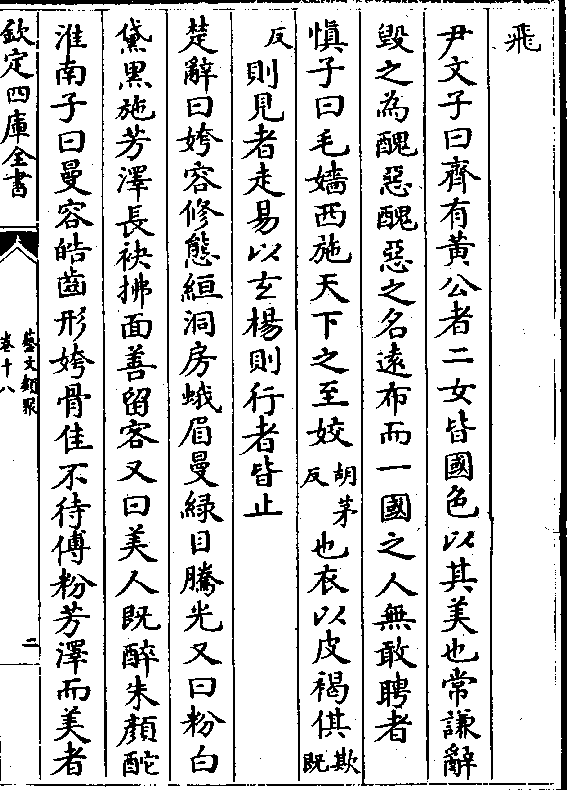 飛
尹文子曰齊有黃公者二女皆國色以其美也常謙辭
毀之為醜惡醜惡之名遠布而一國之人無敢聘者
慎子曰毛嬙西施天下之至姣胡茅反也衣以皮褐倛欺既
反則見者走易以玄楊則行者皆止
楚辭曰姱容修態絙洞房蛾眉曼綠目騰光又曰粉白
黛黑施芳澤長袂拂面善留客又曰美人既醉朱顏酡
淮南子曰曼容皓齒形姱骨佳不待傅粉芳澤而美者
欽定四庫全書
藝文類聚
卷十八
二